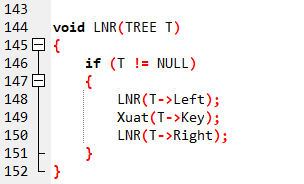 143
144 void LNR(TREE T)
145 {
146 if (T != NULL)
147 {
148 LNR(T->Left);
149 Xuat(T->Key);
150 LNR(T->Right);
151 }
152 }